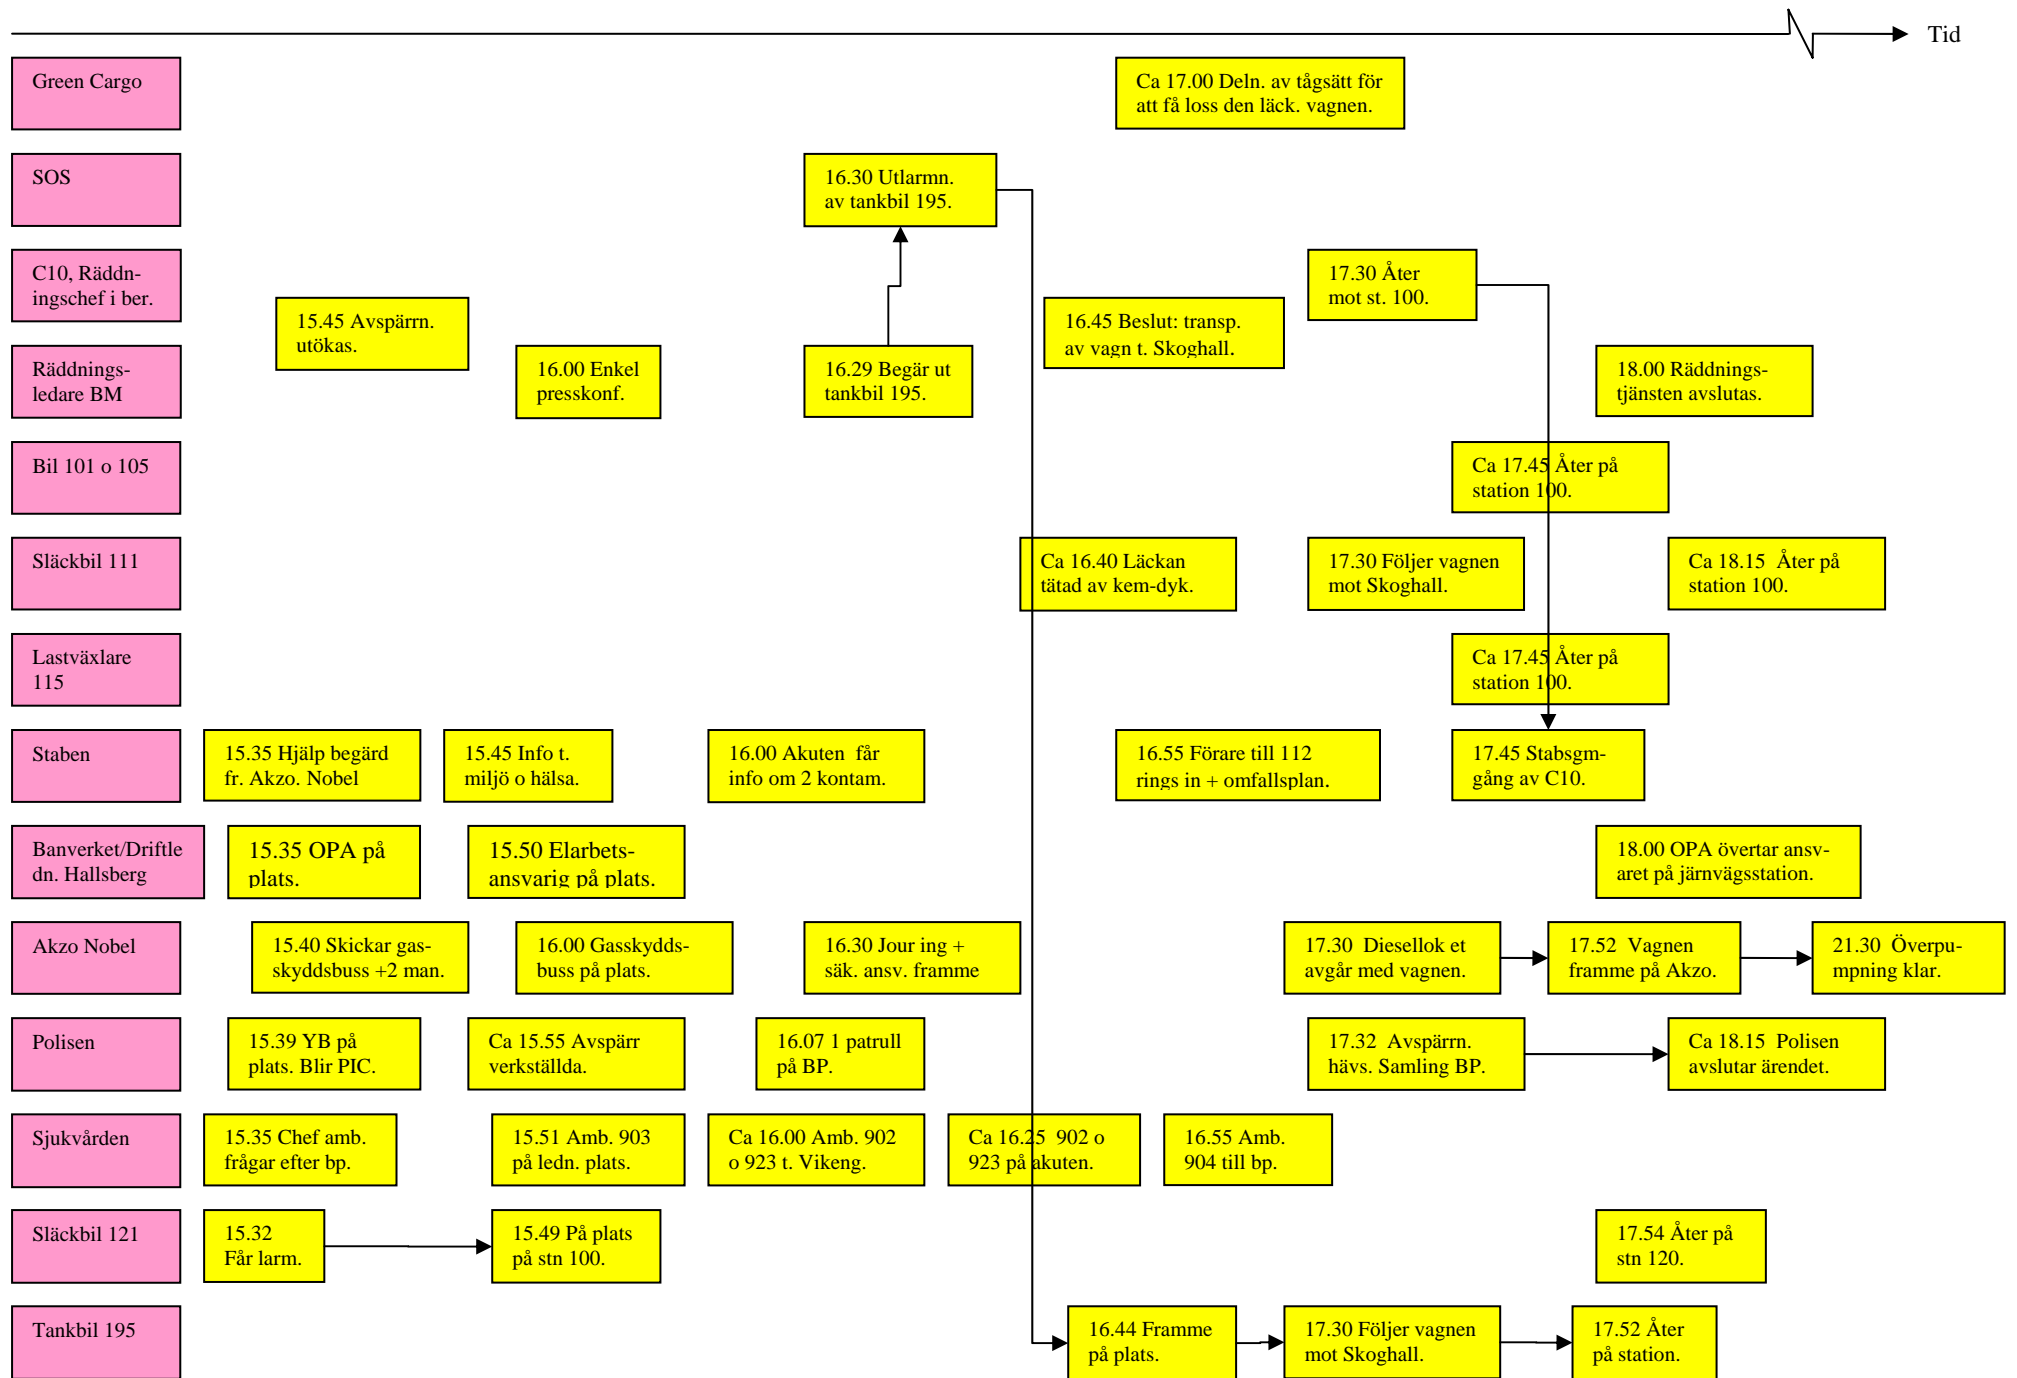 Tid
Green Cargo
Ca 17.00 Deln. av tågsätt för
att få loss den läck. vagnen.
SOS
16.30 Utlarmn.
av tankbil 195.
C10, Räddn-
ingschef i ber.
17.30 Åter
mot st. 100.
15.45 Avspärrn.
utökas.
16.45 Beslut: transp.
av vagn t. Skoghall.
Räddnings-
ledare BM
16.00 Enkel
presskonf.
16.29 Begär ut
tankbil 195.
18.00 Räddnings-
tjänsten avslutas.
Bil 101 o 105
Ca 17.45 Åter på
station 100.
Släckbil 111
Ca 16.40 Läckan
tätad av kem-dyk.
17.30 Följer vagnen
mot Skoghall.
Ca 18.15 Åter på
station 100.
Lastväxlare
115
Ca 17.45 Åter på
station 100.
Staben
15.35 Hjälp begärd
fr. Akzo. Nobel
15.45 Info t.
miljö o hälsa.
16.00 Akuten får
info om 2 kontam.
16.55 Förare till 112
rings in + omfallsplan.
17.45 Stabsgm-
gång av C10.
Banverket/Driftle
dn. Hallsberg
15.35 OPA på
plats.
15.50 Elarbets-
ansvarig på plats.
18.00 OPA övertar ansv-
aret på järnvägsstation.
Akzo Nobel
15.40 Skickar gas-
skyddsbuss +2 man.
16.00 Gasskydds-
buss på plats.
16.30 Jour ing +
säk. ansv. framme
17.30 Diesellok et
avgår med vagnen.
17.52 Vagnen
framme på Akzo.
21.30 Överpu-
mpning klar.
Polisen
15.39 YB på
plats. Blir PIC.
Ca 15.55 Avspärr
verkställda.
16.07 1 patrull
på BP.
17.32 Avspärrn.
hävs. Samling BP.
Ca 18.15 Polisen
avslutar ärendet.
Sjukvården
15.35 Chef amb.
frågar efter bp.
15.51 Amb. 903
på ledn. plats.
Ca 16.00 Amb. 902
o 923 t. Vikeng.
Ca 16.25 902 o
923 på akuten.
16.55 Amb.
904 till bp.
Släckbil 121
15.32
Får larm.
15.49 På plats
på stn 100.
17.54 Åter på
stn 120.
Tankbil 195
16.44 Framme
på plats.
17.30 Följer vagnen
mot Skoghall.
17.52 Åter
på station.